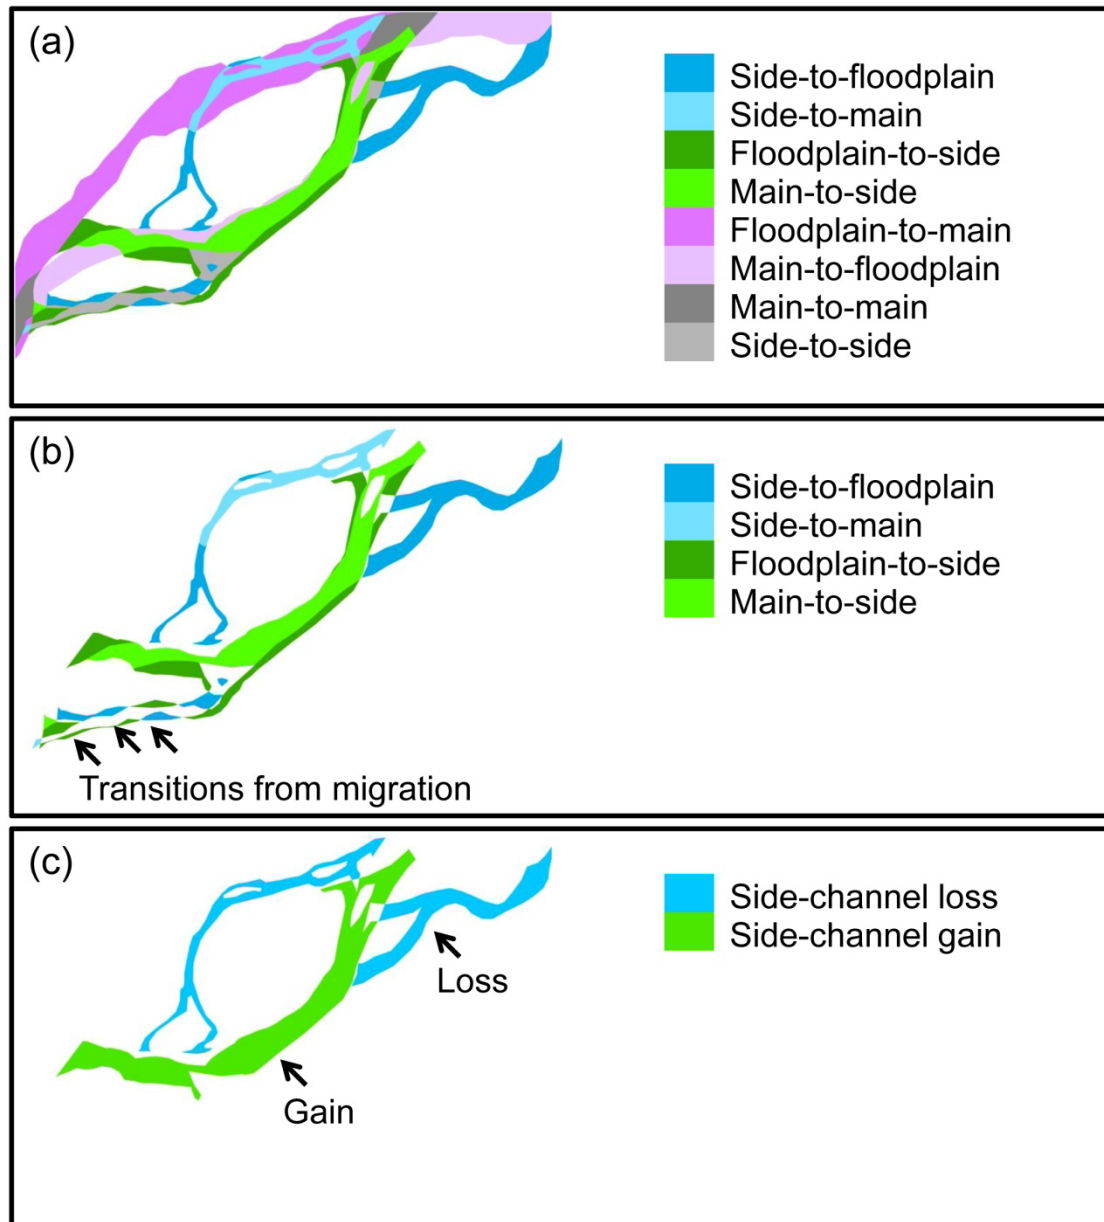 (a)
Side-to-floodplain
Side-to-main
Floodplain-to-side
Main-to-side
Floodplain-to-main
Main-to-floodplain
Main-to-main
Side-to-side
(b)
Side-to-floodplain
Side-to-main
Floodplain-to-side
Main-to-side
Transitions from migration
(c)
Side-channel loss
Side-channel gain
Loss
Gain